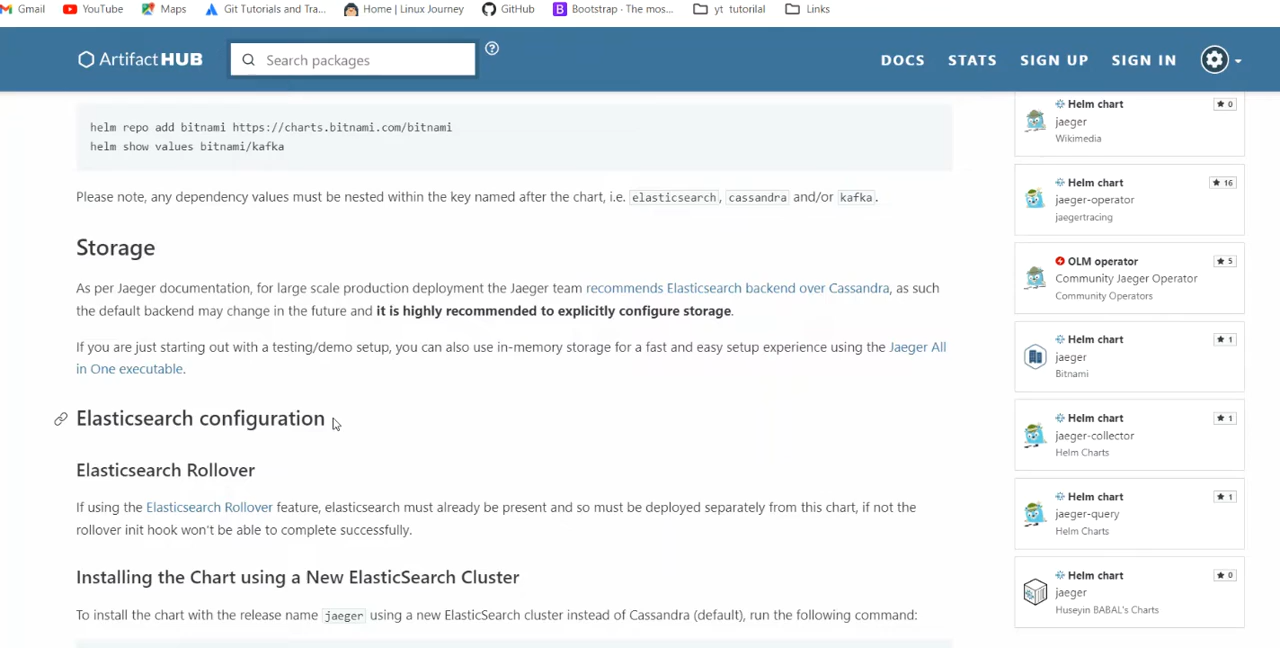 Gmail YouTube Maps Git Tutorials and Tra... Home | Linux Journey GitHub Bootstrap · The mos... yt tutorilal Links
ArtifactHUB Search packages DOCS STATS SIGN UP SIGN IN
helm repo add bitnami https://charts.bitnami.com/bitnami
helm show values bitnami/kafka
Please note, any dependency values must be nested within the key named after the chart, i.e. elasticsearch, cassandra and/or kafka.
Storage
As per Jaeger documentation, for large scale production deployment the Jaeger team recommends Elasticsearch backend over Cassandra, as such
the default backend may change in the future and it is highly recommended to explicitly configure storage.
If you are just starting out with a testing/demo setup, you can also use in-memory storage for a fast and easy setup experience using the Jaeger All
in One executable.
Elasticsearch configuration
Elasticsearch Rollover
If using the Elasticsearch Rollover feature, elasticsearch must already be present and so must be deployed separately from this chart, if not the
rollover init hook won't be able to complete successfully.
Installing the Chart using a New ElasticSearch Cluster
To install the chart with the release name jaeger using a new ElasticSearch cluster instead of Cassandra (default), run the following command:
Helm chart ★ 0
jaeger
Wikimedia
Helm chart ★ 16
jaeger-operator
jaegertracing
OLM operator ★ 5
Community Jaeger Operator
Community Operators
Helm chart ★ 1
jaeger
Bitnami
Helm chart ★ 1
jaeger-collector
Helm Charts
Helm chart ★ 1
jaeger-query
Helm Charts
Helm chart ★ 0
jaeger
Huseyin BABAL's Charts